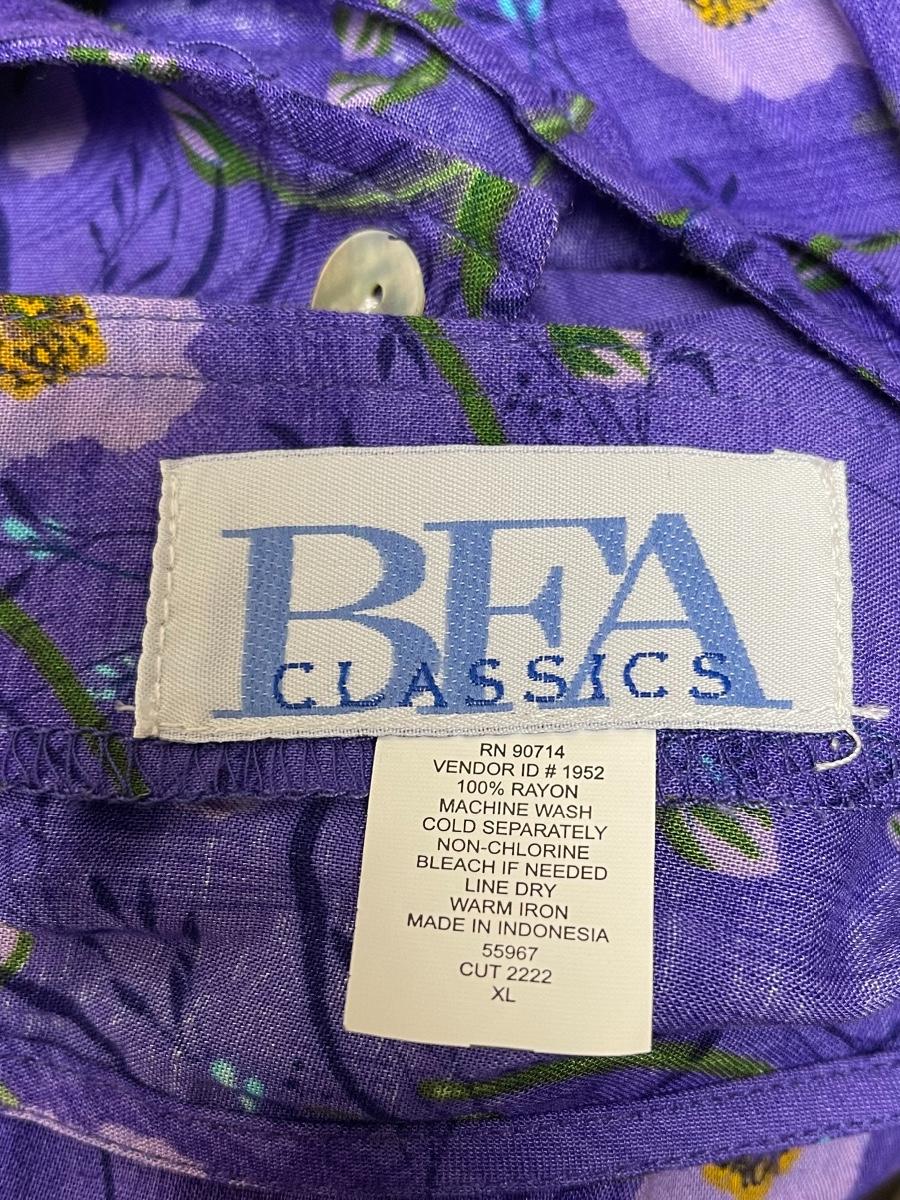 BFA
CLASSICS
RN 90714
VENDOR ID # 1952
100% RAYON
MACHINE WASH
COLD SEPARATELY
NON-CHLORINE
BLEACH IF NEEDED
LINE DRY
WARM IRON
MADE IN INDONESIA
55967
CUT 2222
XL